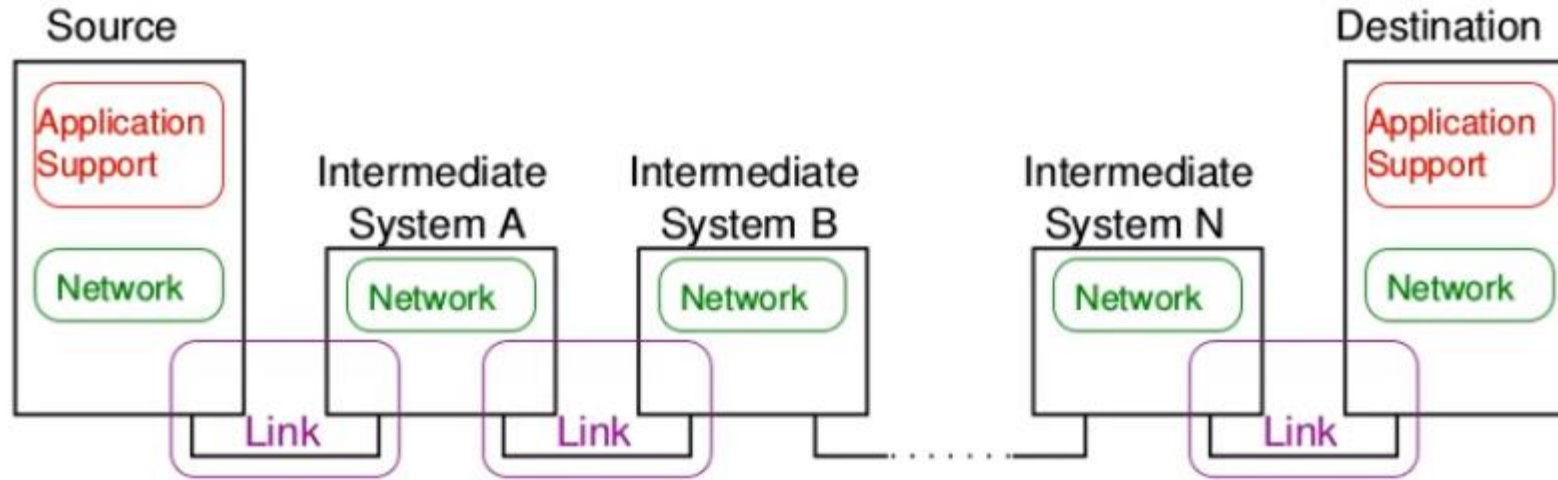 Source
Destination
Application
Support
Application
Support
Intermediate
System A
Intermediate
System B
Intermediate
System N
Network
Network
Network
Network
Network
Link
Link
Link